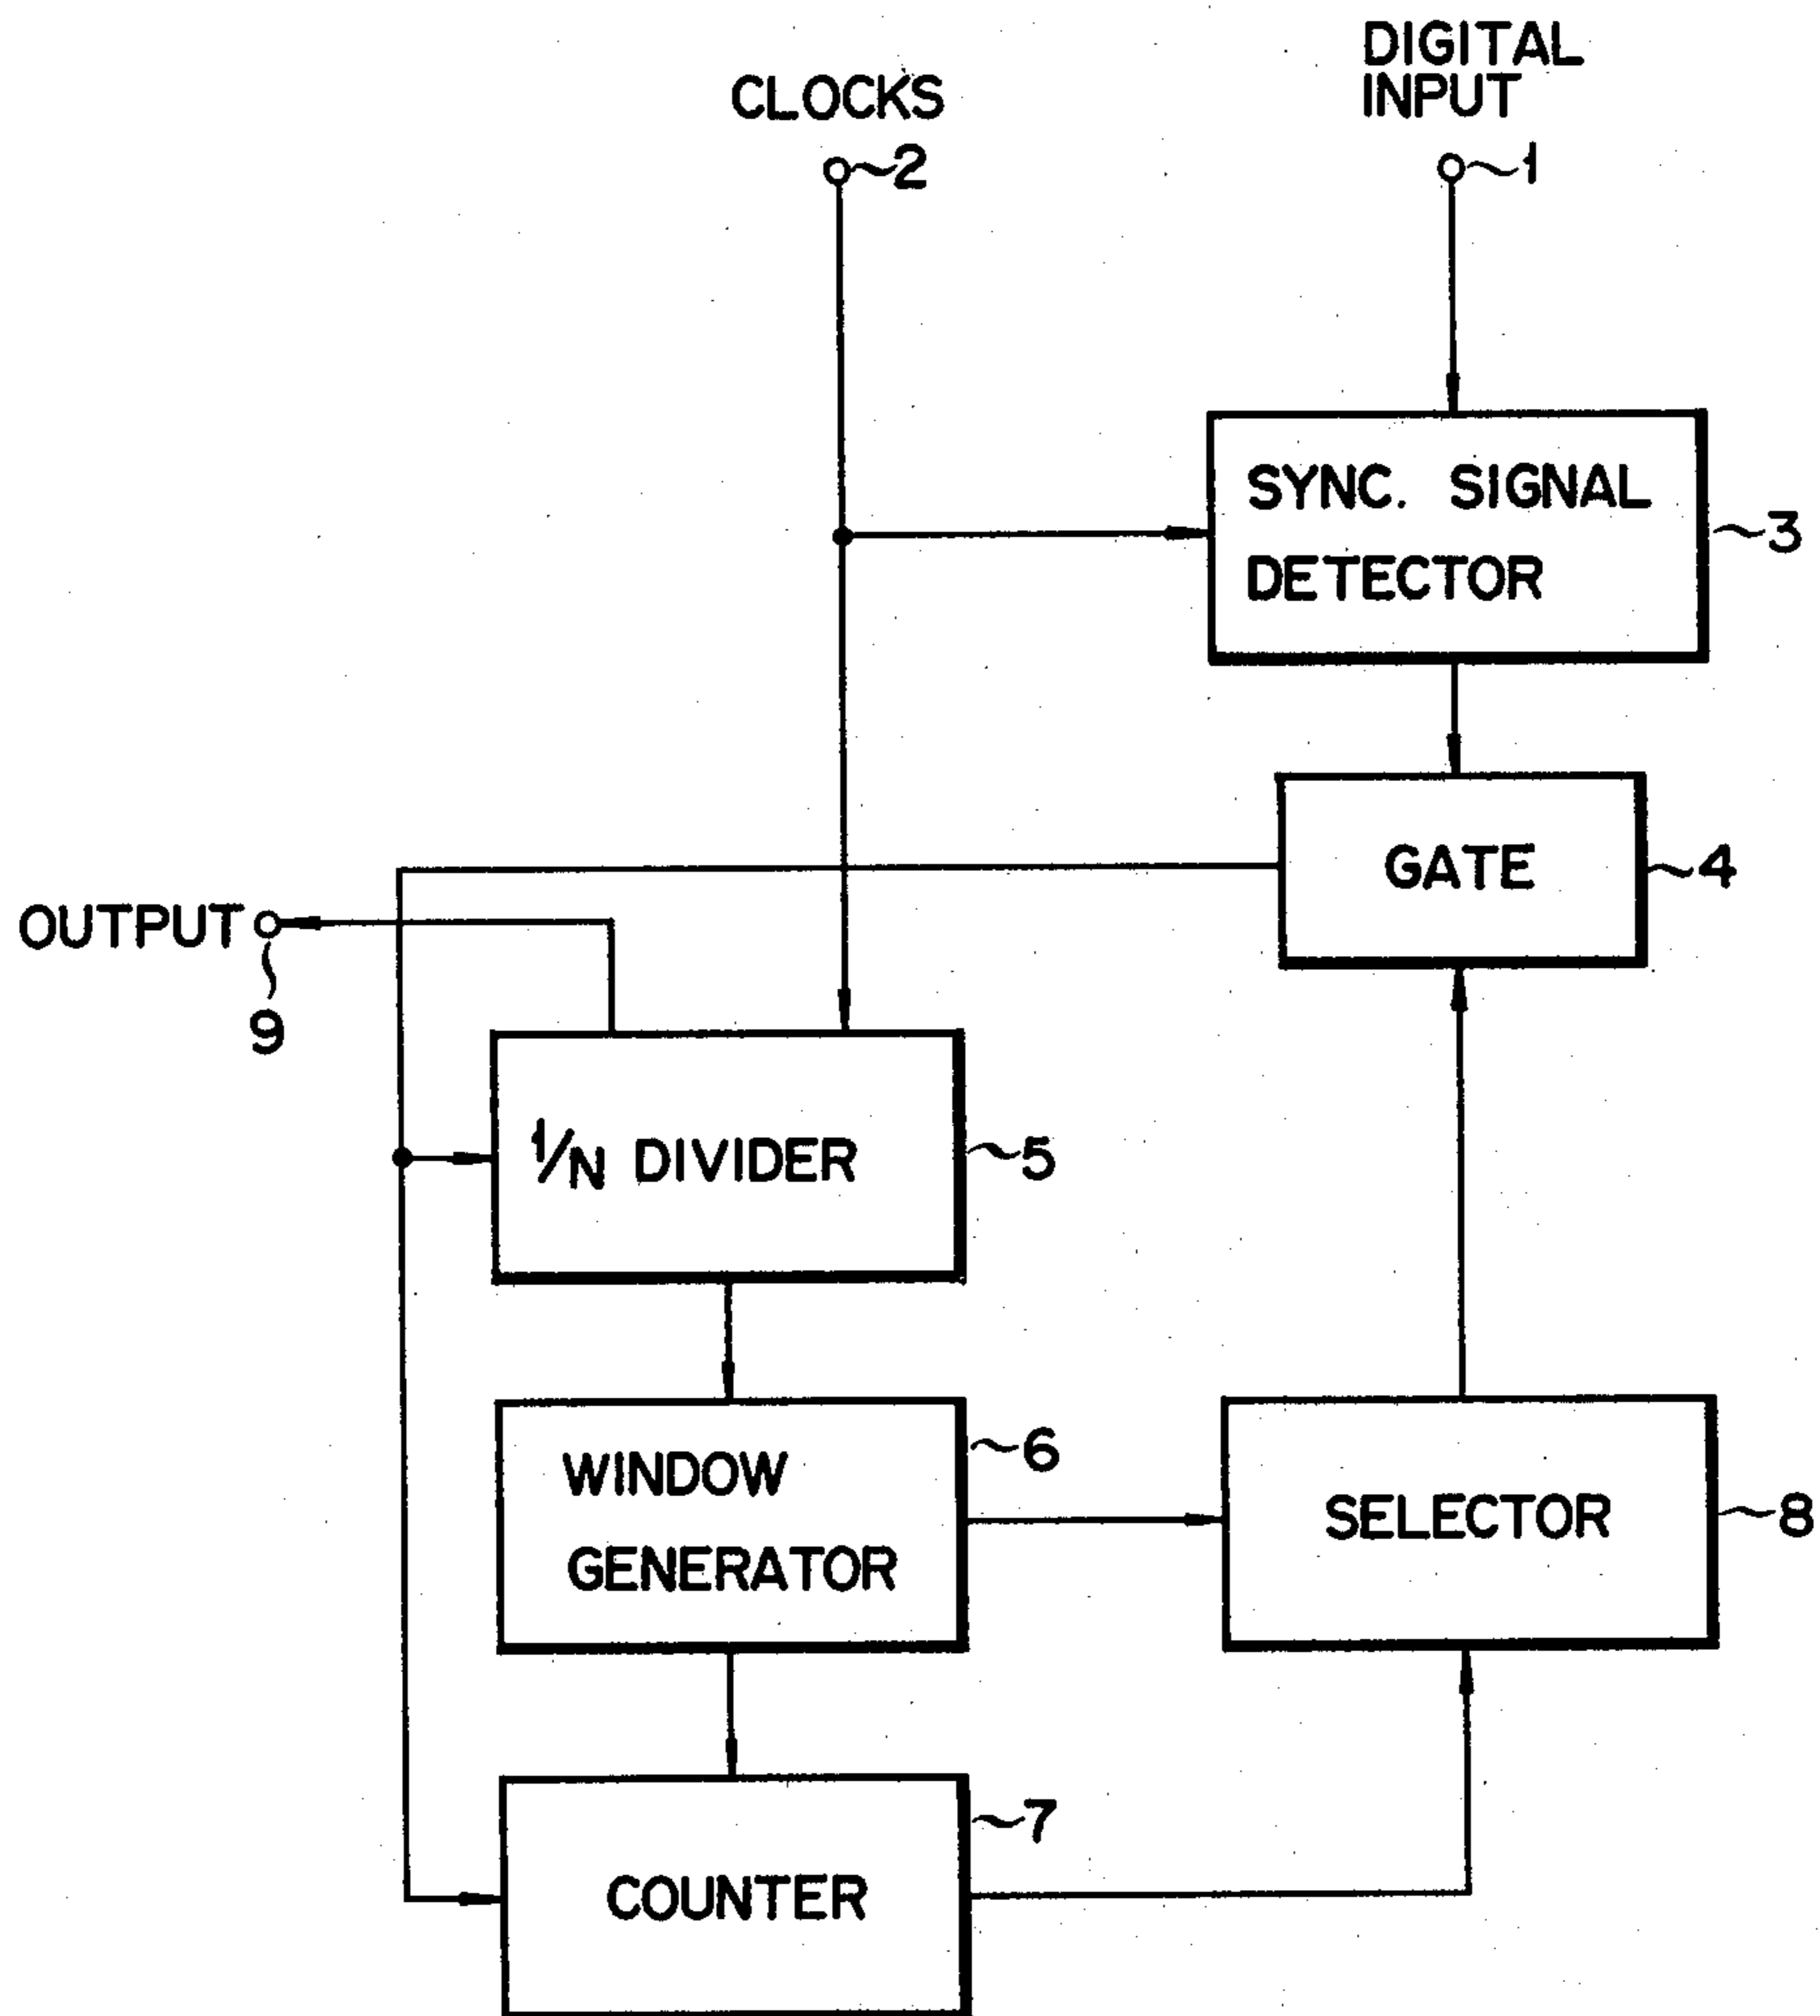 DIGITAL
INPUT
CLOCKS
2
1
SYNC. SIGNAL
DETECTOR
3
GATE
4
OUTPUT
9
1/N DIVIDER
5
WINDOW
GENERATOR
6
SELECTOR
8
COUNTER
7